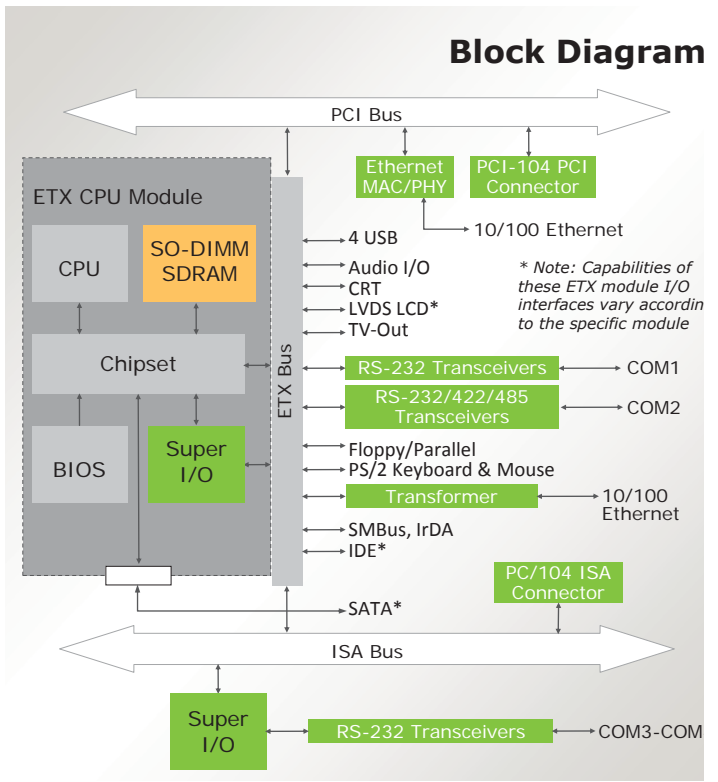 Block Diagram
PCI Bus
Ethernet
MAC/PHY
PCI-104 PCI
Connector
10/100 Ethernet
ETX CPU Module
CPU
SO-DIMM
SDRAM
Chipset
BIOS
Super
I/O
ETX Bus
4 USB
Audio I/O
CRT
LVDS LCD*
TV-Out
* Note: Capabilities of
these ETX module I/O
interfaces vary accordin
to the specific module
RS-232 Transceivers
COM1
RS-232/422/485
Transceivers
COM2
Floppy/Parallel
PS/2 Keyboard & Mouse
Transformer
10/100
Ethernet
SMBus, IrDA
IDE*
SATA*
PC/104 ISA
Connector
ISA Bus
Super
I/O
RS-232 Transceivers
COM3-COM